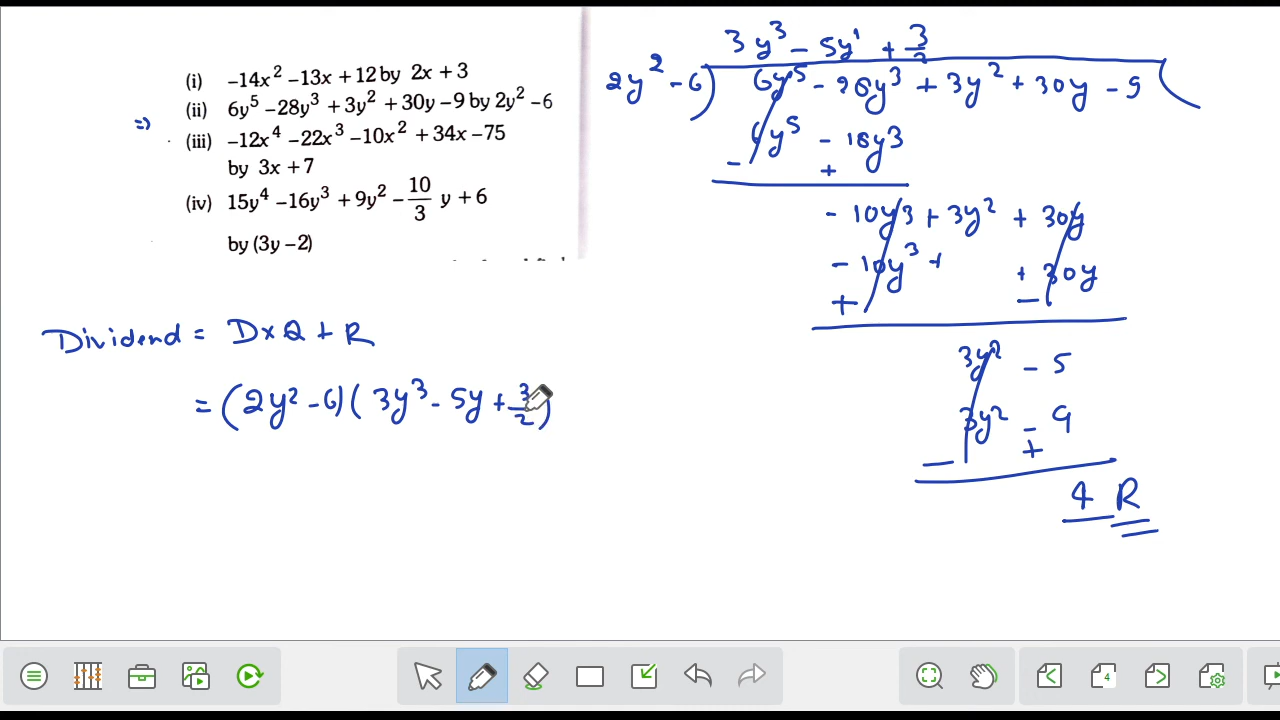 (i) -14x² -13x + 12 by 2x + 3
⇒ (ii) 6y⁵ -28y³ + 3y² + 30y - 9 by 2y² - 6
(iii) -12x⁴ -22x³ -10x² + 34x - 75
by 3x + 7
(iv) 15y⁴ -16y³ + 9y² - 10/3 y + 6
by (3y - 2)
Dividend = D×Q + R
= (2y² - 6)(3y³ - 5y + 3/2)
3y³ - 5y¹ + 3/2
2y² - 6) 6y⁵ - 28y³ + 3y² + 30y - 9
6y⁵ - 18y3
- +
- 10y3 + 3y² + 30y
- 10y³ + + 30y
+ -
3y² - 5
3y² - 9
- +
4 R
4